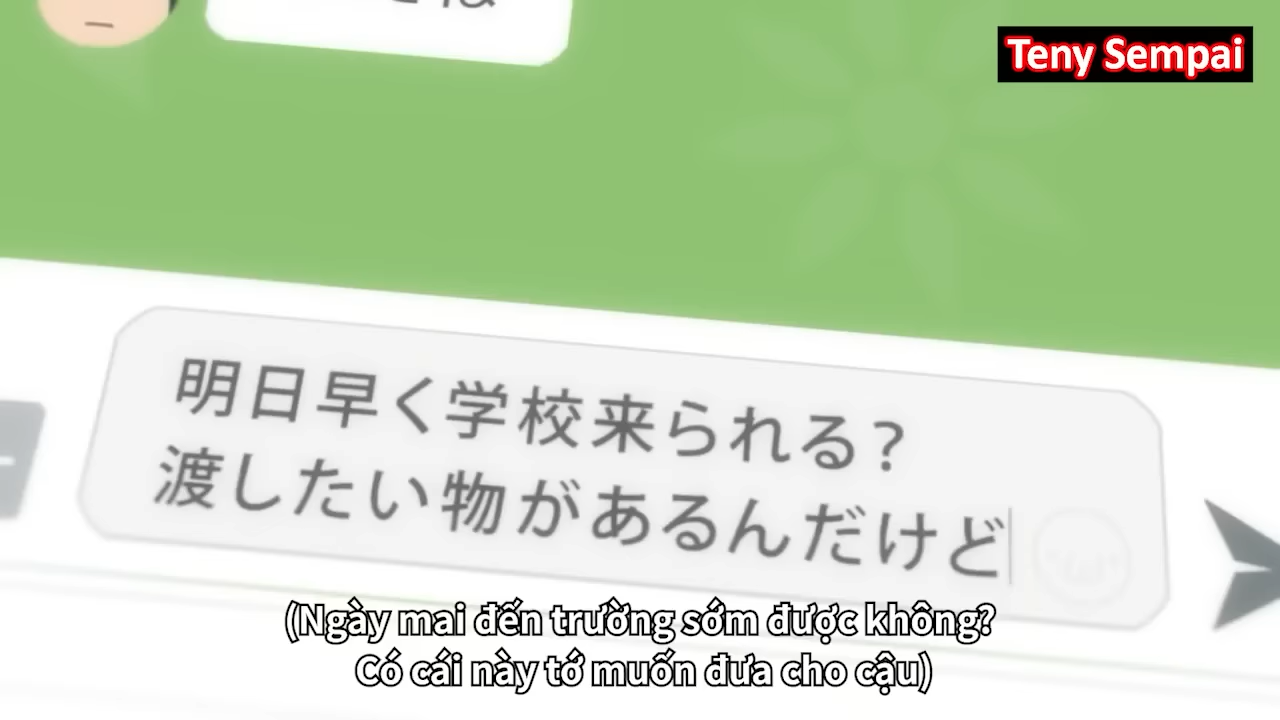 Teny Sempai
明日早く学校来られる?
渡したい物があるんだけど
(Ngày mai đến trường sớm được không?
Có cái này tớ muốn đưa cho cậu)